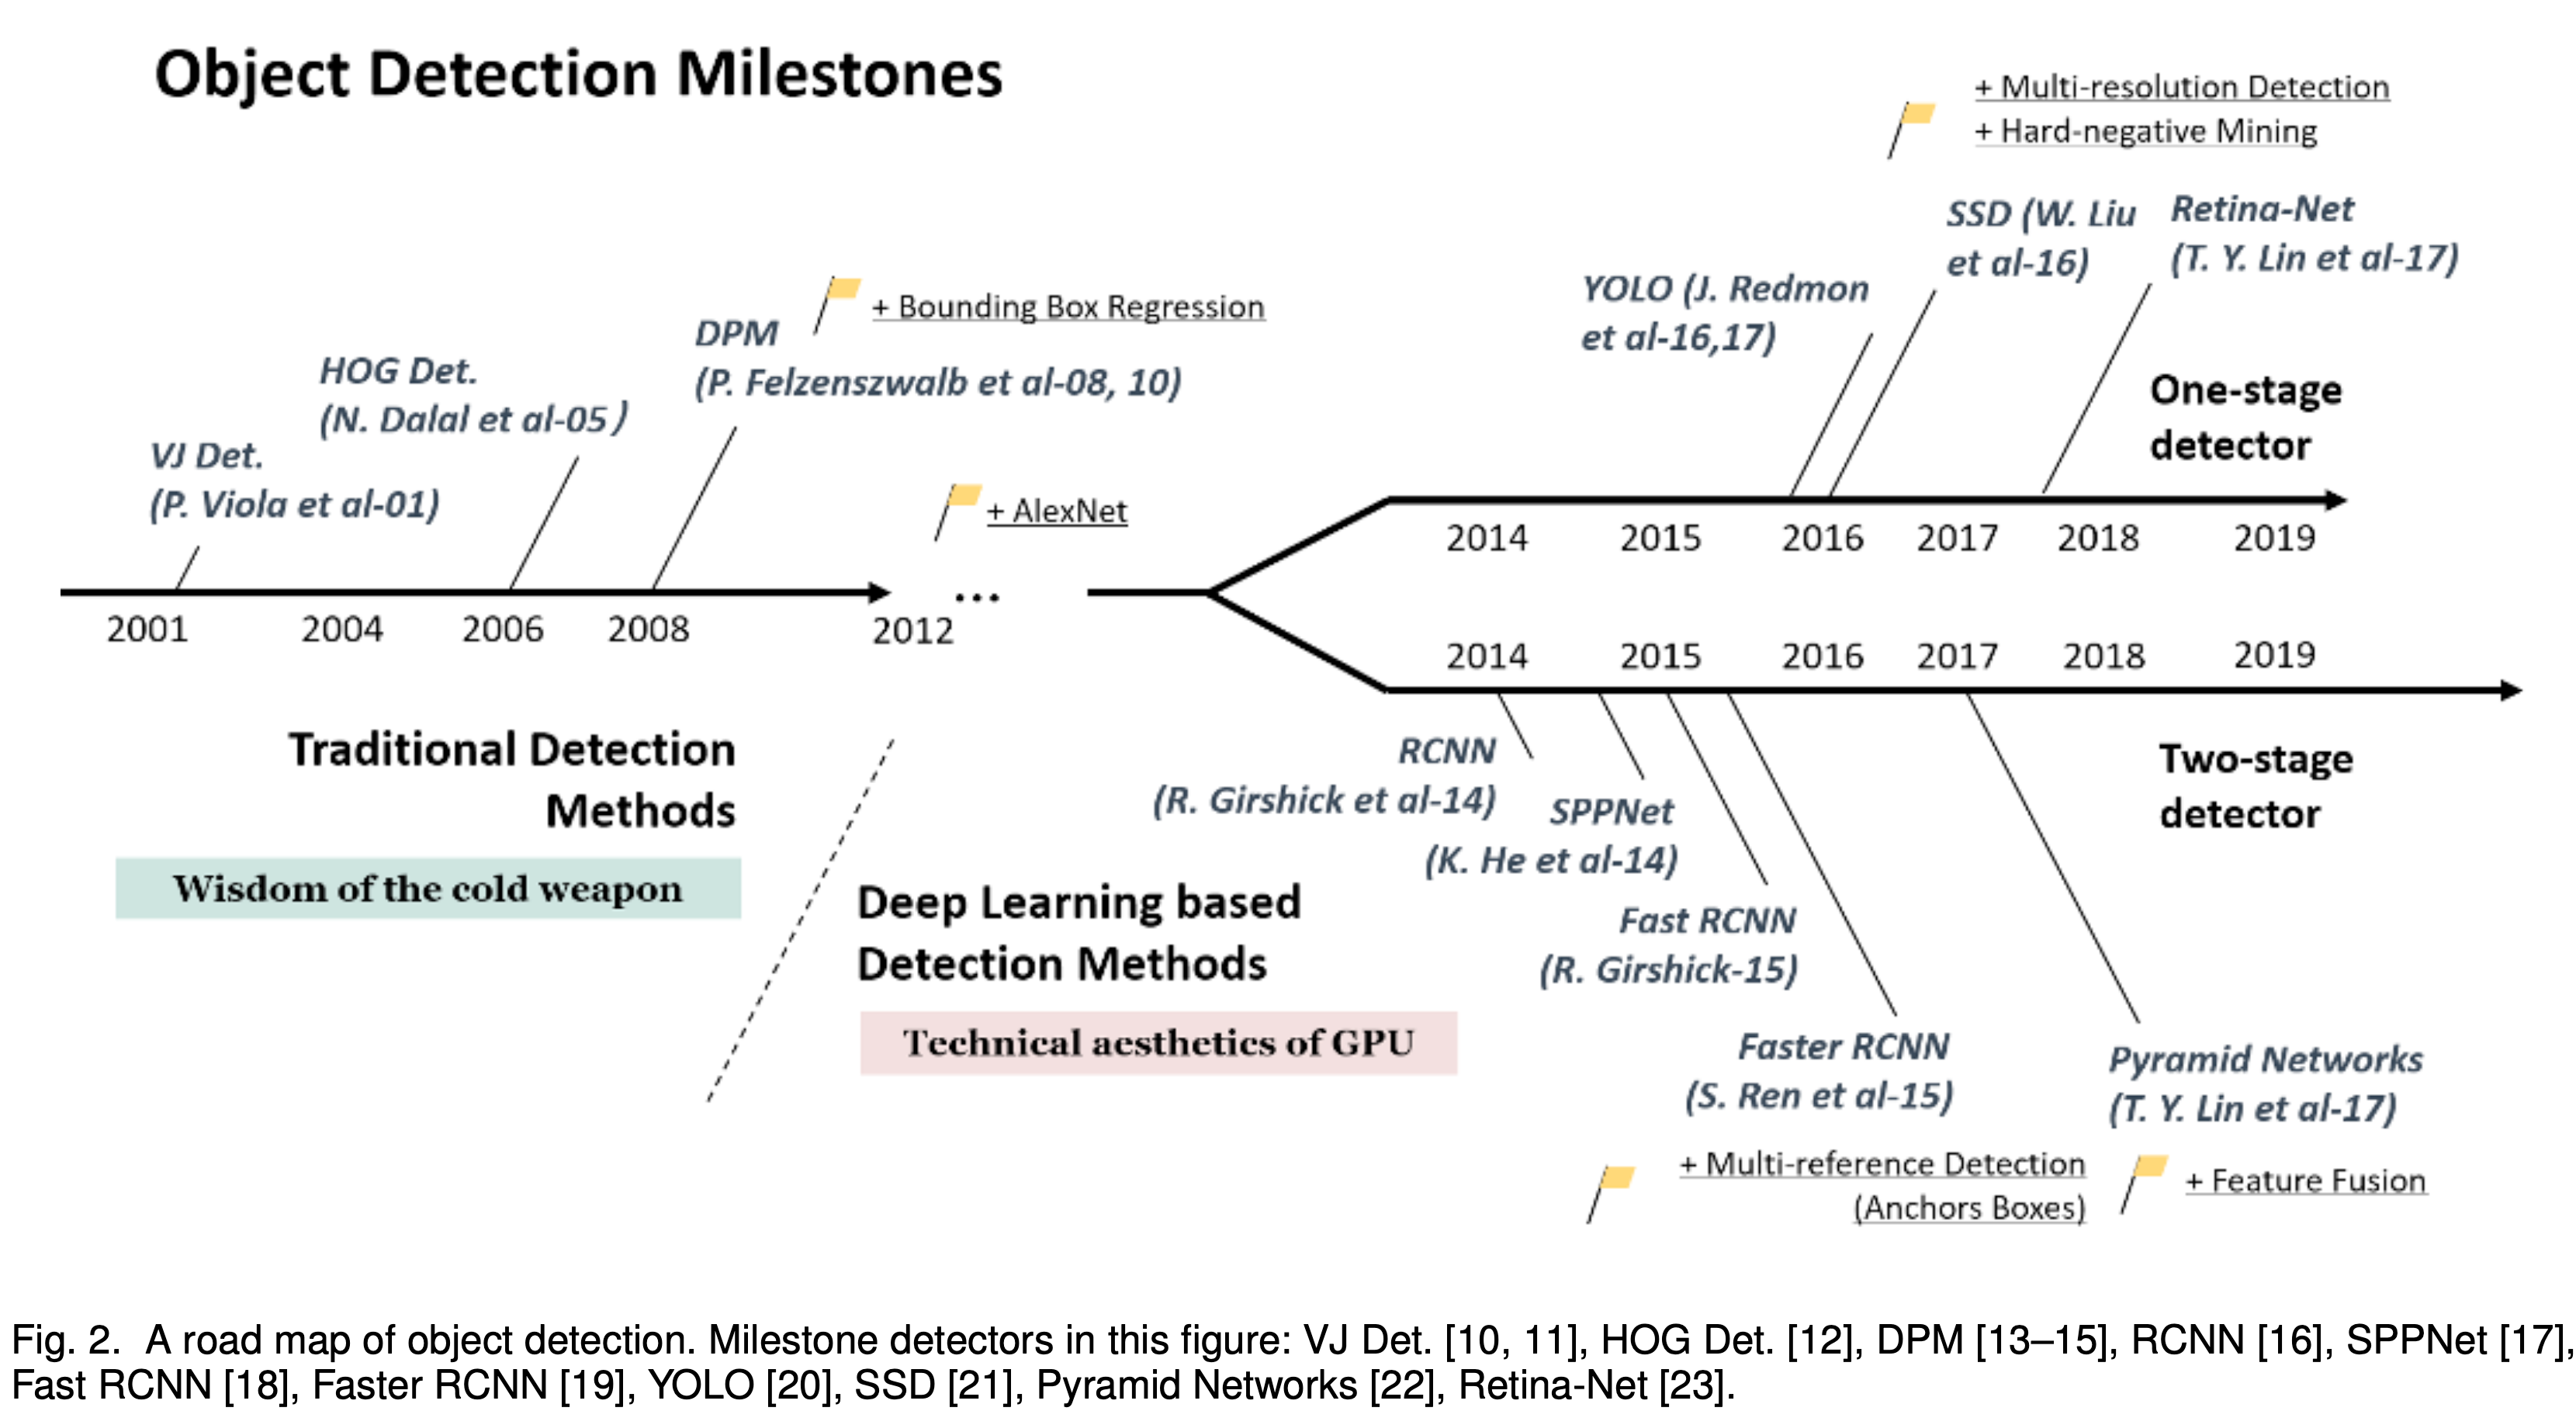 Object Detection Milestones
+ Multi-resolution Detection
+ Hard-negative Mining
SSD (W. Liu
et al-16)
Retina-Net
(T. Y. Lin et al-17)
YOLO (J. Redmon
et al-16,17)
+ Bounding Box Regression
DPM
(P. Felzenszwalb et al-08, 10)
HOG Det.
(N. Dalal et al-05)
VJ Det.
(P. Viola et al-01)
+ AlexNet
One-stage
detector
2014 2015 2016 2017 2018 2019
...
2001 2004 2006 2008 2012
2014 2015 2016 2017 2018 2019
Traditional Detection
Methods
Wisdom of the cold weapon
RCNN
(R. Girshick et al-14)
SPPNet
(K. He et al-14)
Two-stage
detector
Deep Learning based
Detection Methods
Technical aesthetics of GPU
Fast RCNN
(R. Girshick-15)
Faster RCNN
(S. Ren et al-15)
Pyramid Networks
(T. Y. Lin et al-17)
+ Multi-reference Detection
(Anchors Boxes)
+ Feature Fusion
Fig. 2. A road map of object detection. Milestone detectors in this figure: VJ Det. [10, 11], HOG Det. [12], DPM [13–15], RCNN [16], SPPNet [17],
Fast RCNN [18], Faster RCNN [19], YOLO [20], SSD [21], Pyramid Networks [22], Retina-Net [23].